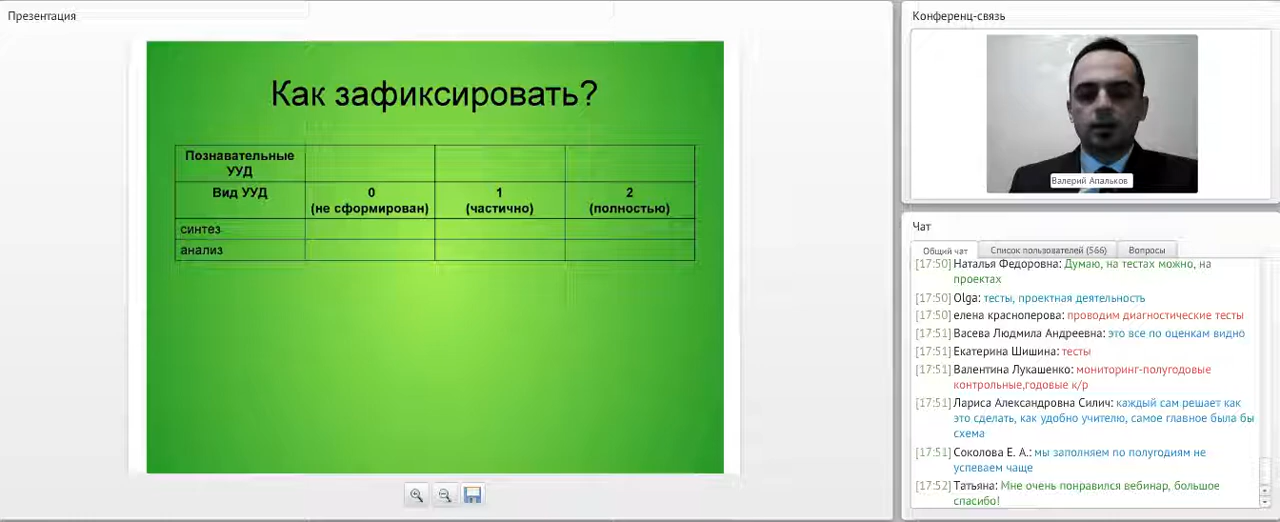 Презентация
Как зафиксировать?
Познавательные
УУД
Вид УУД
0
(не сформирован)
1
(частично)
2
(полностью)
синтез
анализ
Конференц-связь
Валерий Апальков
Чат
Общий чат
Список пользователей (566)
Вопросы
[17:50] Наталья Федоровна: Думаю, на тестах можно, на
проектах
[17:50] Olga: тесты, проектная деятельность
[17:50] елена красноперова: проводим диагностические тесты
[17:51] Васева Людмила Андреевна: это все по оценкам видно
[17:51] Екатерина Шишина: тесты
[17:51] Валентина Лукашенко: мониторинг-полугодовые
контрольные,годовые к/р
[17:51] Лариса Александровна Силич: каждый сам решает как
это сделать, как удобно учителю, самое главное была бы
схема
[17:51] Соколова Е. А.: мы заполняем по полугодиям не
успеваем чаще
[17:52] Татьяна: Мне очень понравился вебинар, большое
спасибо!